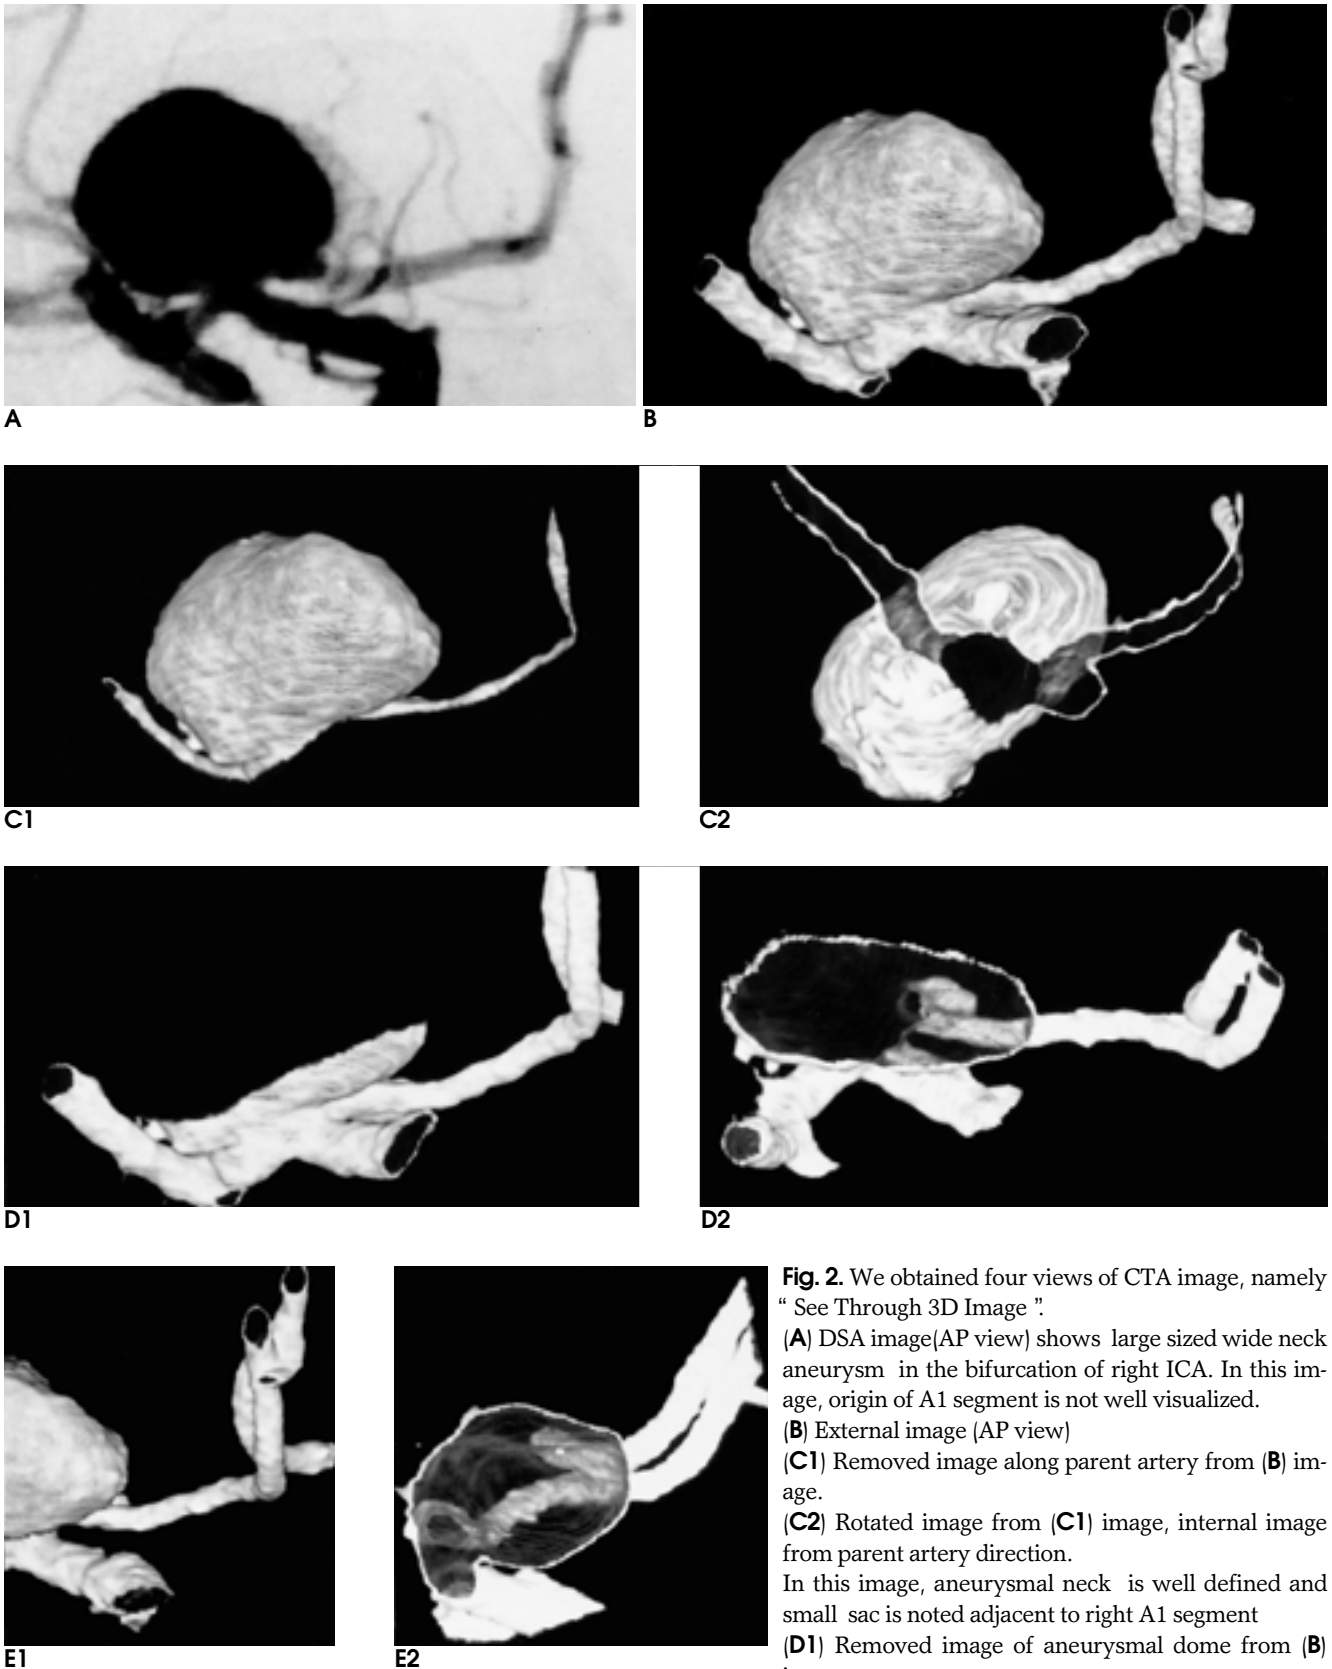 A
B
C1
C2
D1
D2
E1
E2
Fig. 2. We obtained four views of CTA image, namely
“ See Through 3D Image ”.
(A) DSA image(AP view) shows large sized wide neck
aneurysm in the bifurcation of right ICA. In this im-
age, origin of A1 segment is not well visualized.
(B) External image (AP view)
(C1) Removed image along parent artery from (B) im-
age.
(C2) Rotated image from (C1) image, internal image
from parent artery direction.
In this image, aneurysmal neck is well defined and
small sac is noted adjacent to right A1 segment
(D1) Removed image of aneurysmal dome from (B)